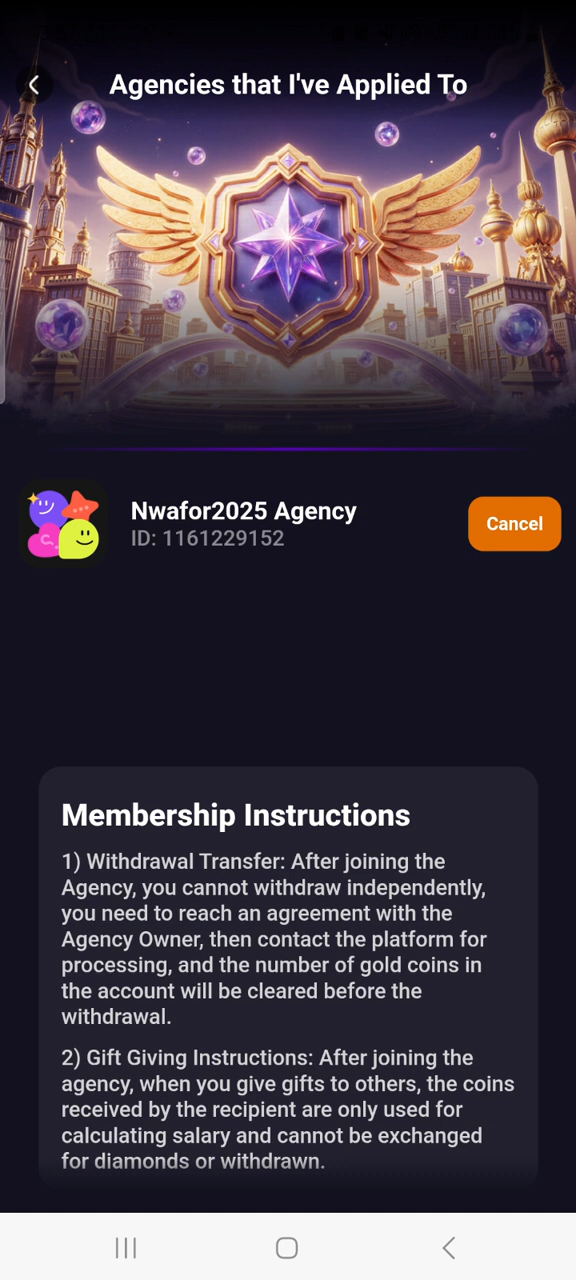 Agencies that I've Applied To
Nwafor2025 Agency
ID: 1161229152
Cancel
Membership Instructions
1) Withdrawal Transfer: After joining the
Agency, you cannot withdraw independently,
you need to reach an agreement with the
Agency Owner, then contact the platform for
processing, and the number of gold coins in
the account will be cleared before the
withdrawal.
2) Gift Giving Instructions: After joining the
agency, when you give gifts to others, the coins
received by the recipient are only used for
calculating salary and cannot be exchanged
for diamonds or withdrawn.